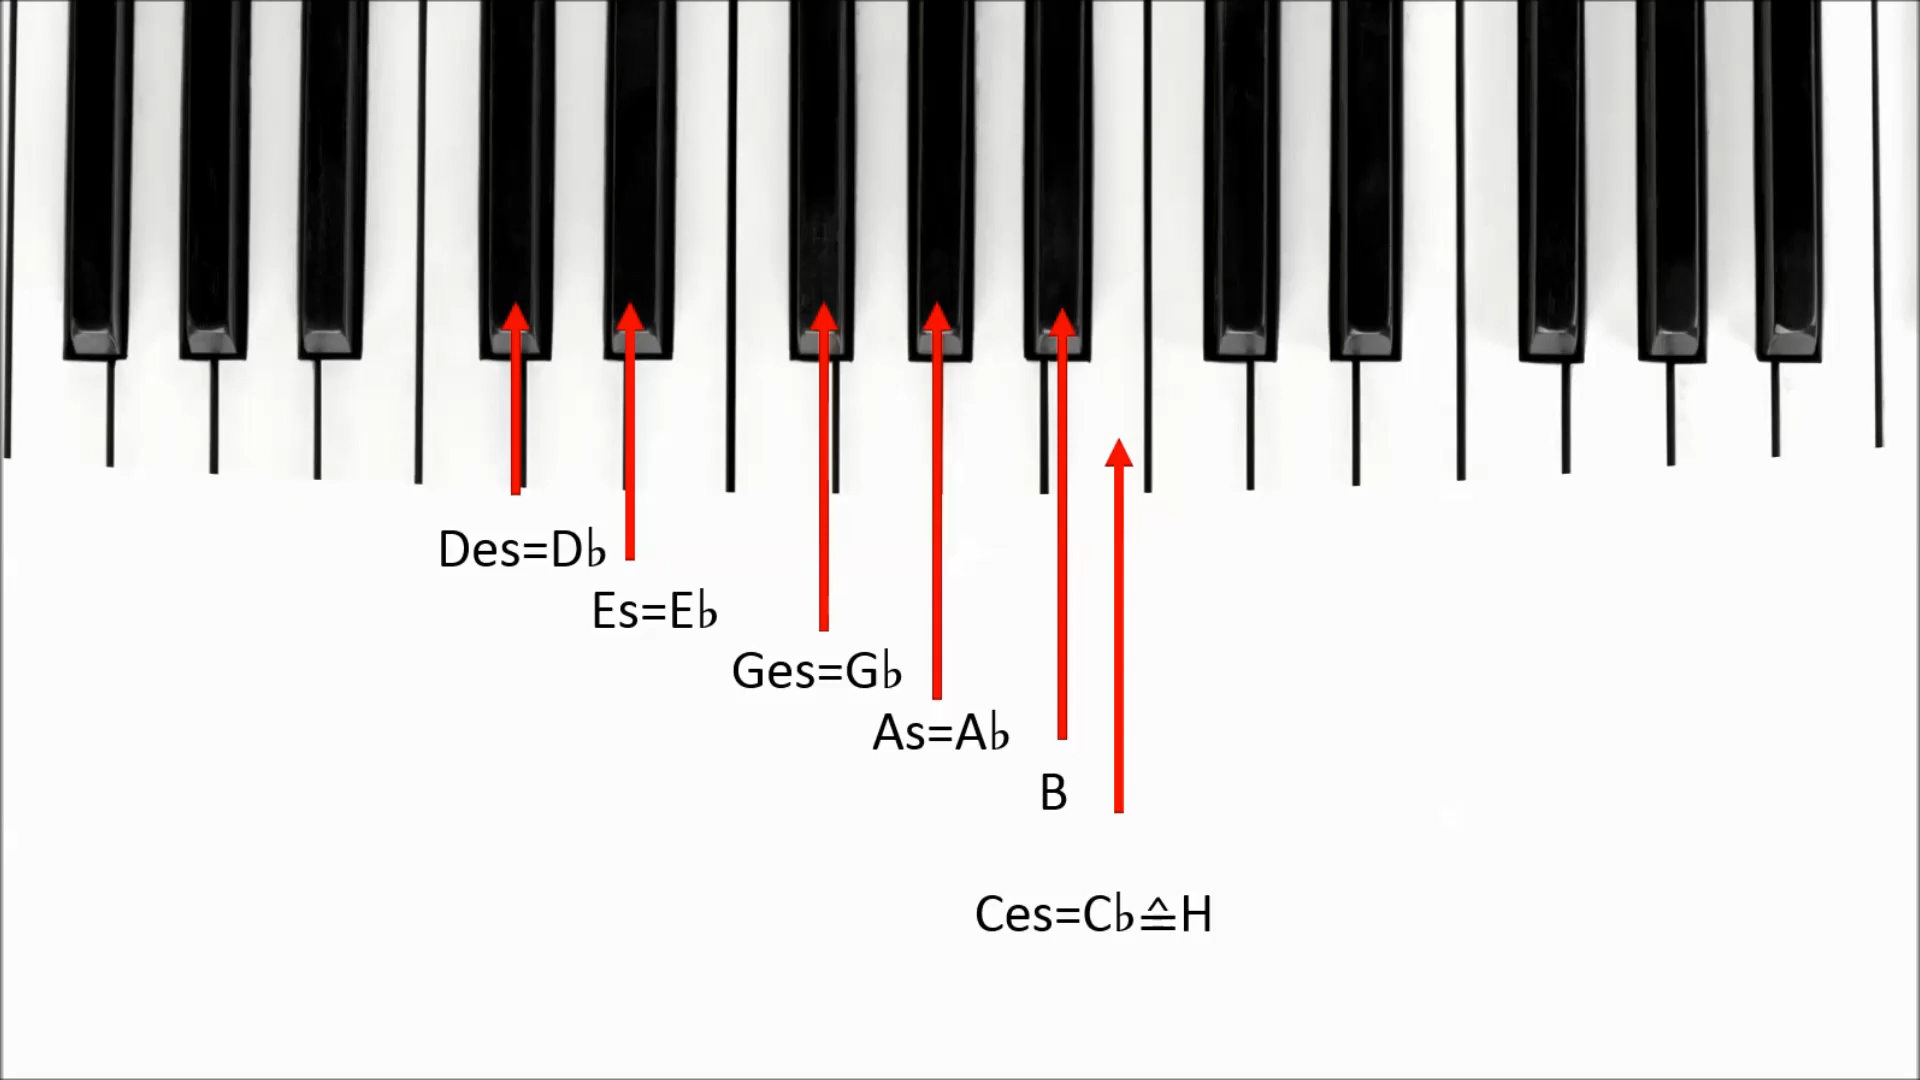 Des=D♭
Es=E♭
Ges=G♭
As=A♭
B
Ces=C♭≙H